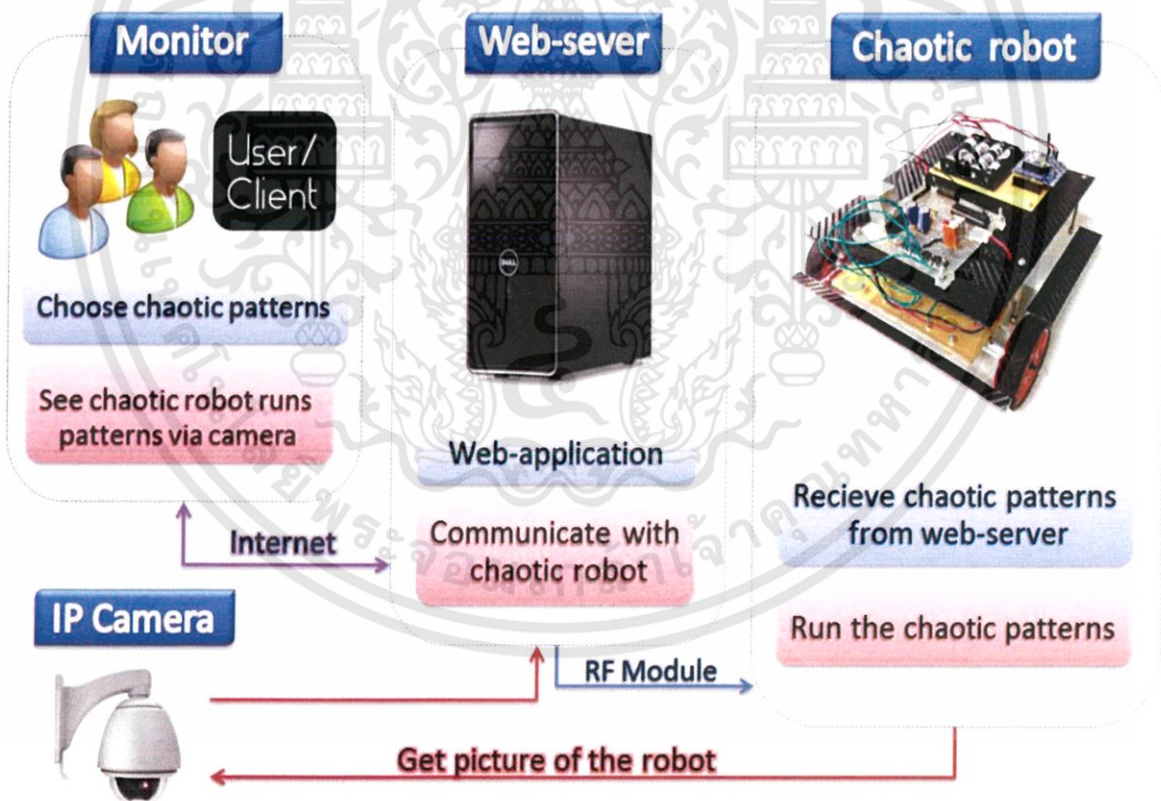 Monitor
User/
Client
Choose chaotic patterns
See chaotic robot runs
patterns via camera
Internet
Web-sever
DELL
Web-application
Communicate with
chaotic robot
RF Module
Chaotic robot
Recieve chaotic patterns
from web-server
Run the chaotic patterns
IP Camera
Get picture of the robot